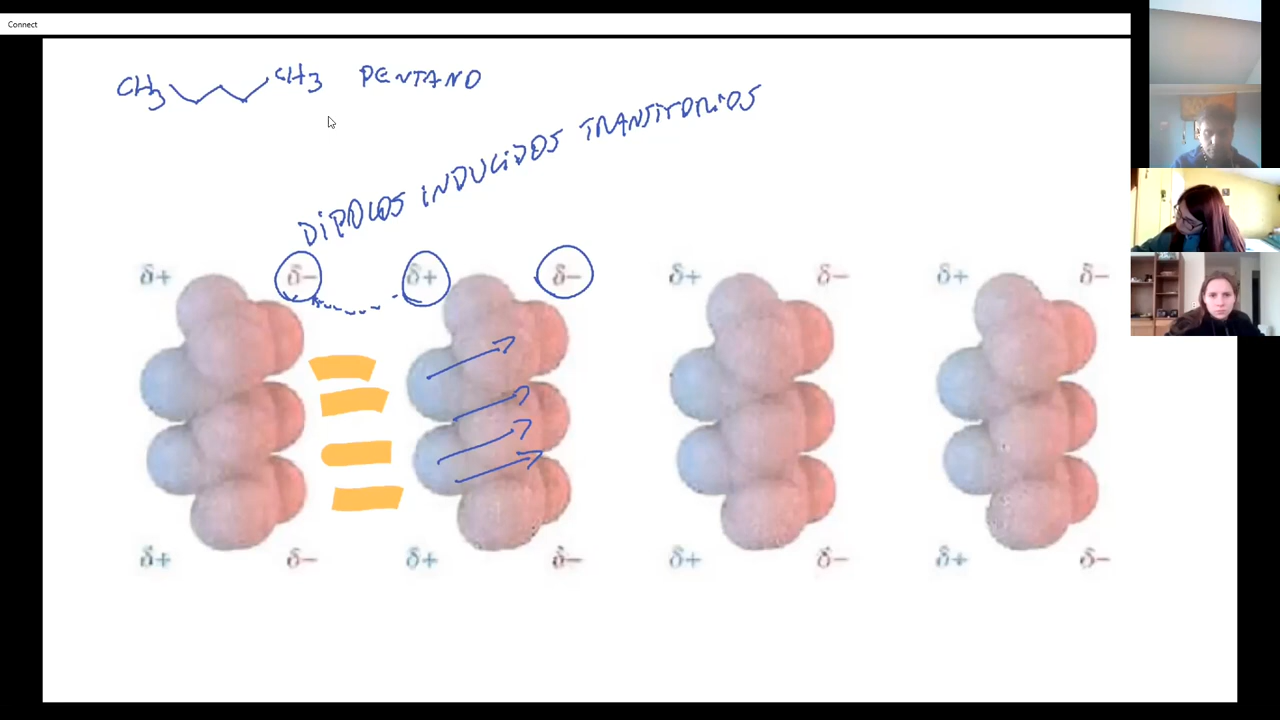 Connect
CH3 CH3 PENTANO
DIPOLOS INDUCIDOS TRANSITORIOS
δ+ δ− δ+ δ− δ+ δ− δ+ δ−
δ+ δ− δ+ δ− δ+ δ− δ+ δ−